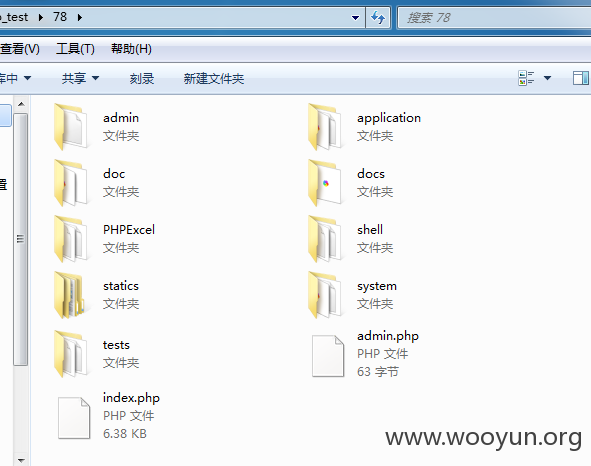 o_test ▸ 78 ▸
搜索 78
查看(V) 工具(T) 帮助(H)
库中 共享 刻录 新建文件夹
admin
文件夹
application
文件夹
doc
文件夹
docs
文件夹
PHPExcel
文件夹
shell
文件夹
置
statics
文件夹
system
文件夹
tests
文件夹
admin.php
PHP 文件
63 字节
index.php
PHP 文件
6.38 KB
www.wooyun.org